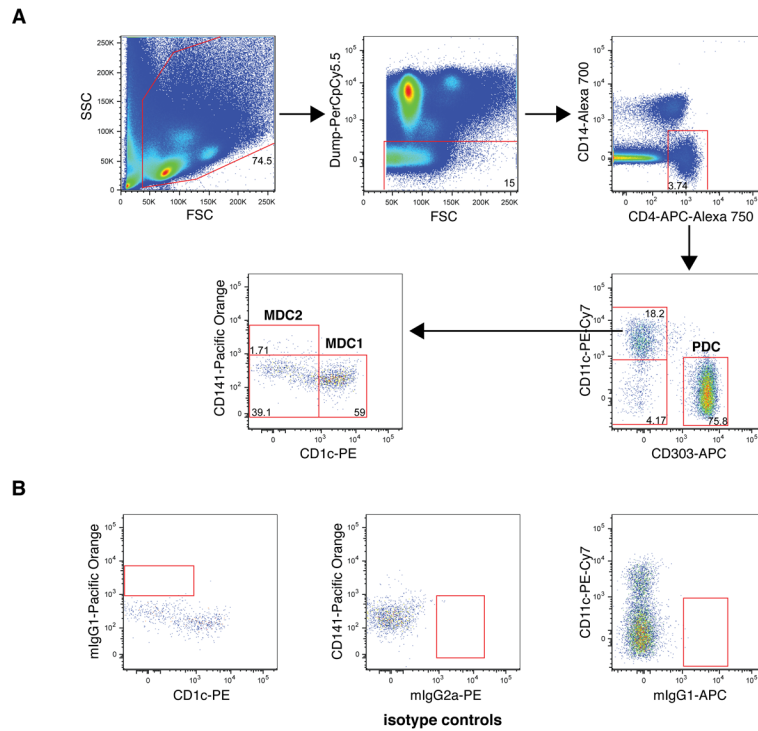 A
SSC
250K
200K
150K
100K
50K
0
74.5
0 50K 100K 150K 200K 250K
FSC
Dump-PerCpCy5.5
10^5
10^4
10^3
0
15
0 50K 100K 150K 200K 250K
FSC
CD14-Alexa 700
10^5
10^4
10^3
0
3.74
0 10^2 10^3 10^4 10^5
CD4-APC-Alexa 750
CD141-Pacific Orange
10^5
10^4
10^3
10^2
0
MDC2
MDC1
1.71
39.1
59
0 10^3 10^4 10^5
CD1c-PE
CD11c-PE-Cy7
10^5
10^4
10^3
0
18.2
PDC
4.17
75.8
0 10^3 10^4 10^5
CD303-APC
B
mIgG1-Pacific Orange
10^5
10^4
10^3
10^2
0
0 10^3 10^4 10^5
CD1c-PE
CD141-Pacific Orange
10^5
10^4
10^3
10^2
0
0 10^3 10^4 10^5
mIgG2a-PE
CD11c-PE-Cy7
10^5
10^4
10^3
0
0 10^3 10^4 10^5
mIgG1-APC
isotype controls